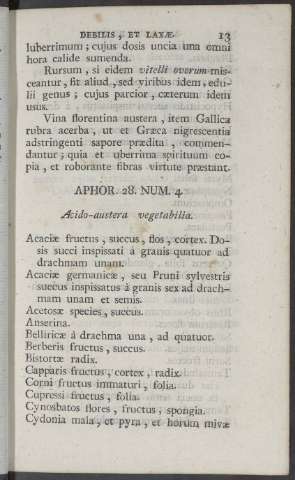 DEBILIS, ET LAXÆ 13
luberrimum; cujus dosis uncia una omni
hora calide sumenda.
Rursum, si eidem vitelli ovorum mis-
ceantur, fit aliud, sed viribus idem, edu-
lii genus; cujus parcior, cæterum idem
usus.
Vina florentina austera, item Gallica
rubra acerba, ut et Græca nigrescentia
adstringenti sapore prædita, commen-
dantur; quia et uberrima spirituum co-
pia, et roborante fibras virtute præstant.
APHOR. 28. NUM. 4.
Acido-austera vegetabilia.
Acaciæ fructus, succus, flos, cortex. Do-
sis succi inspissati à granis quatuor ad
drachmam unam.
Acaciæ germanicæ, seu Pruni sylvestris
succus inspissatus à granis sex ad drach-
mam unam et semis.
Acetosæ species, succus.
Anserina.
Belliricæ à drachma una, ad quatuor.
Berberis fructus, succus.
Bistortæ radix.
Capparis fructus, cortex, radix.
Corni fructus immaturi, folia.
Cupressi fructus, folia.
Cynosbatos flores, fructus, spongia.
Cydonia mala, et pyra, et horum mivæ